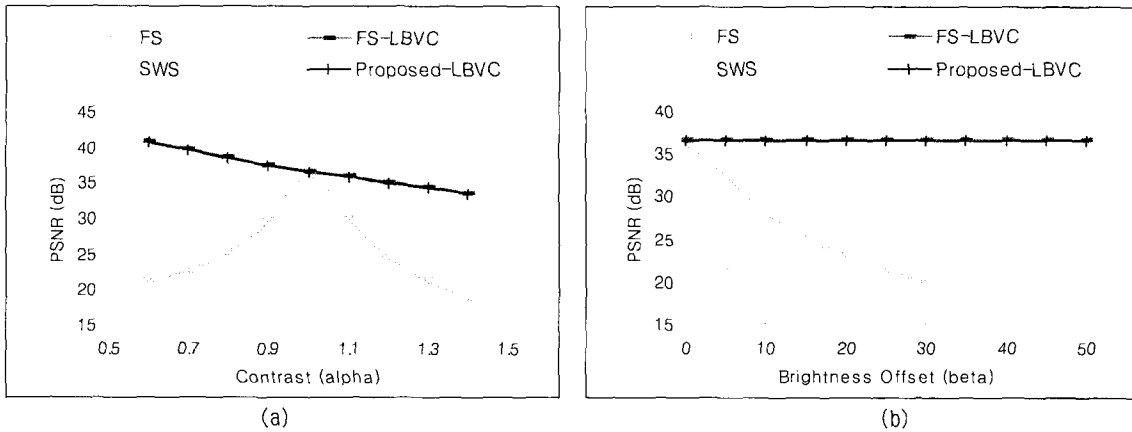 FS
FS-LBVC
SWS
Proposed-LBVC
45
40
35
30
25
20
15
PSNR (dB)
0.5 0.7 0.9 1.1 1.3 1.5
Contrast (alpha)
(a)
FS
FS-LBVC
SWS
Proposed-LBVC
40
35
30
25
20
15
PSNR (dB)
0 10 20 30 40 50
Brightness Offset (beta)
(b)